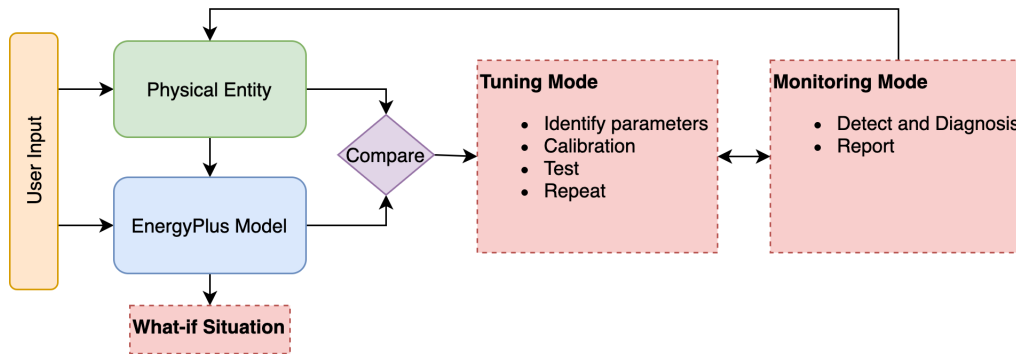 User Input
Physical Entity
EnergyPlus Model
What-if Situation
Compare
Tuning Mode
• Identify parameters
• Calibration
• Test
• Repeat
Monitoring Mode
• Detect and Diagnosis
• Report